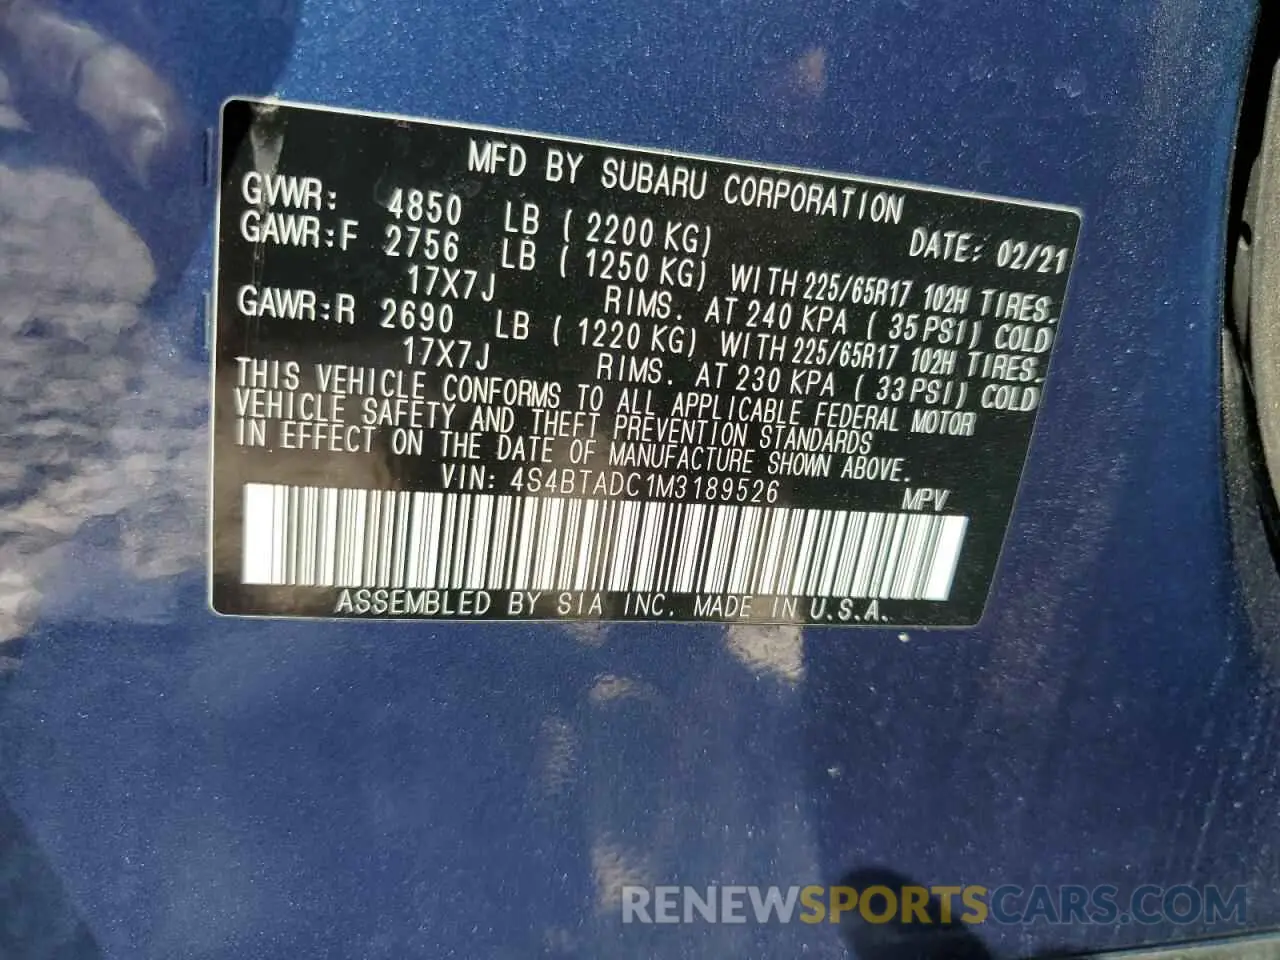 MFD BY SUBARU CORPORATION
GVWR: 4850 LB ( 2200 KG) DATE: 02/21
GAWR:F 2756 LB ( 1250 KG) WITH 225/65R17 102H TIRES.
17X7J RIMS. AT 240 KPA ( 35 PSI) COLD
GAWR:R 2690 LB ( 1220 KG) WITH 225/65R17 102H TIRES.
17X7J RIMS. AT 230 KPA ( 33 PSI) COLD
THIS VEHICLE CONFORMS TO ALL APPLICABLE FEDERAL MOTOR
VEHICLE SAFETY AND THEFT PREVENTION STANDARDS
IN EFFECT ON THE DATE OF MANUFACTURE SHOWN ABOVE.
VIN: 4S4BTADC1M3189526 MPV
ASSEMBLED BY SIA INC. MADE IN U.S.A.
RENEWSPORTSCARS.COM